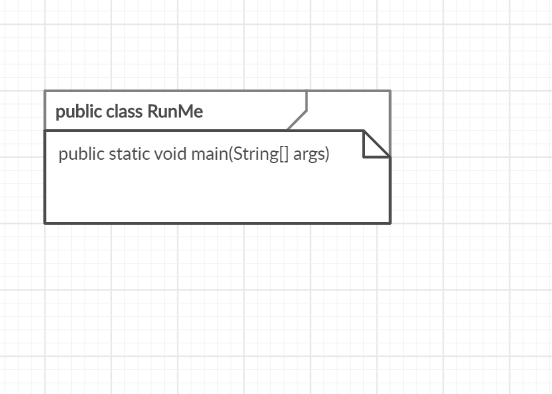 public class RunMe
public static void main(String[] args)